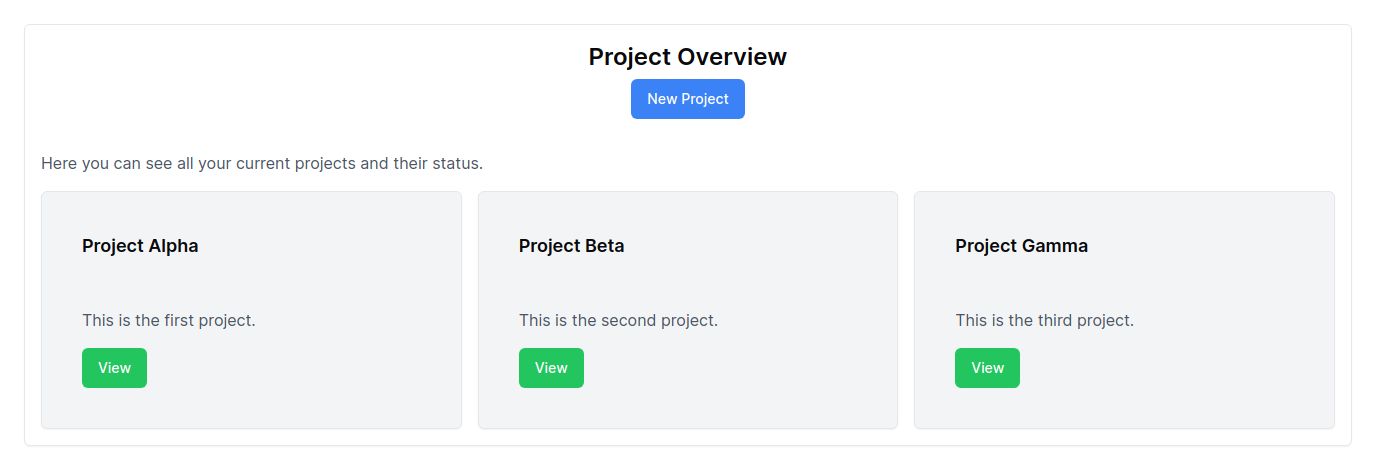 Project Overview
New Project
Here you can see all your current projects and their status.
Project Alpha
This is the first project.
View
Project Beta
This is the second project.
View
Project Gamma
This is the third project.
View